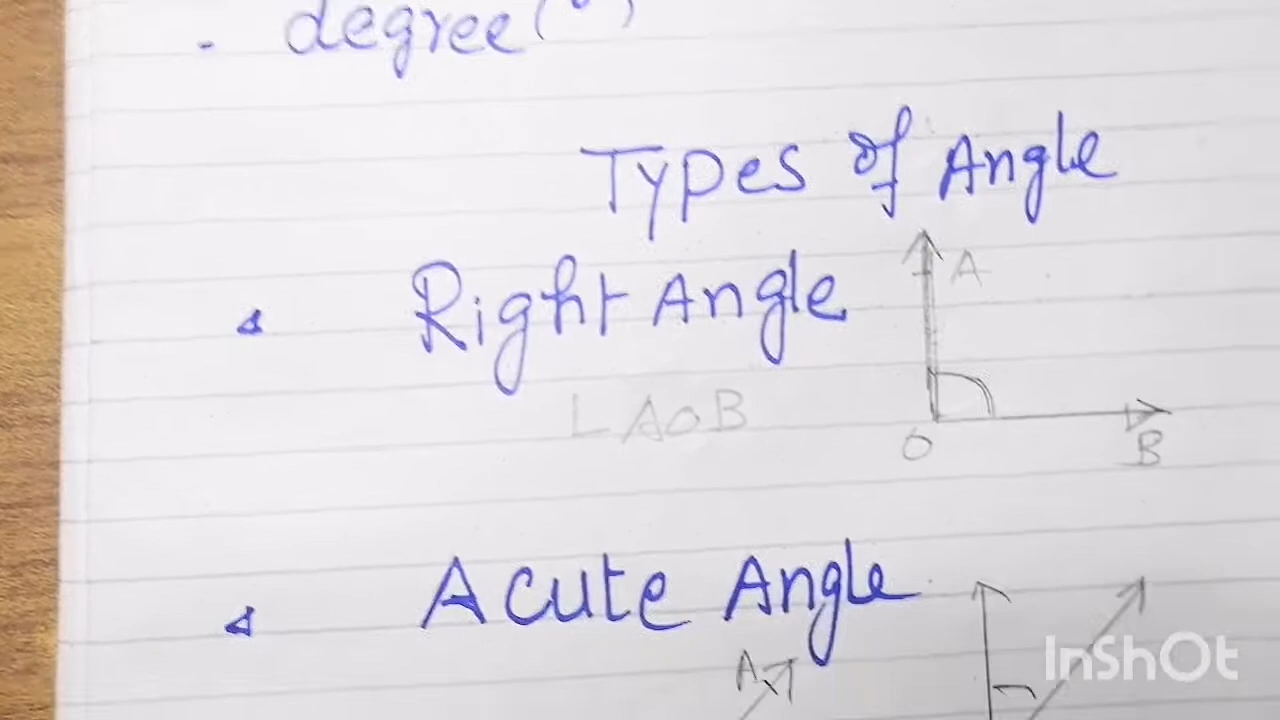 - degree(°)
Types of Angle
Right Angle
A
∠AOB
O
B
Acute Angle
A
InShOt